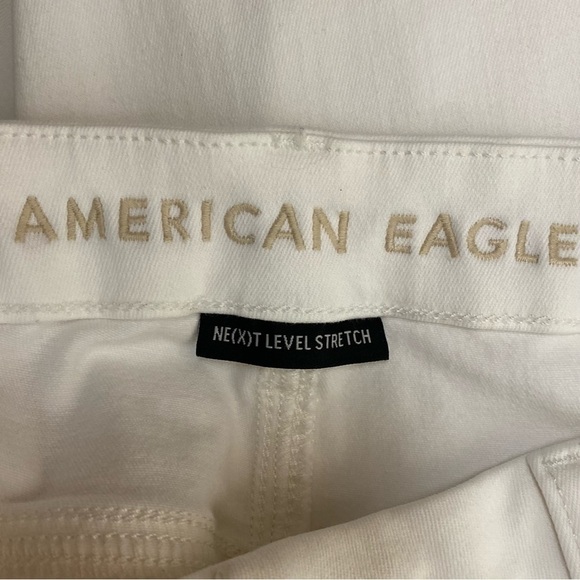 AMERICAN EAGLE
NE(X)T LEVEL STRETCH